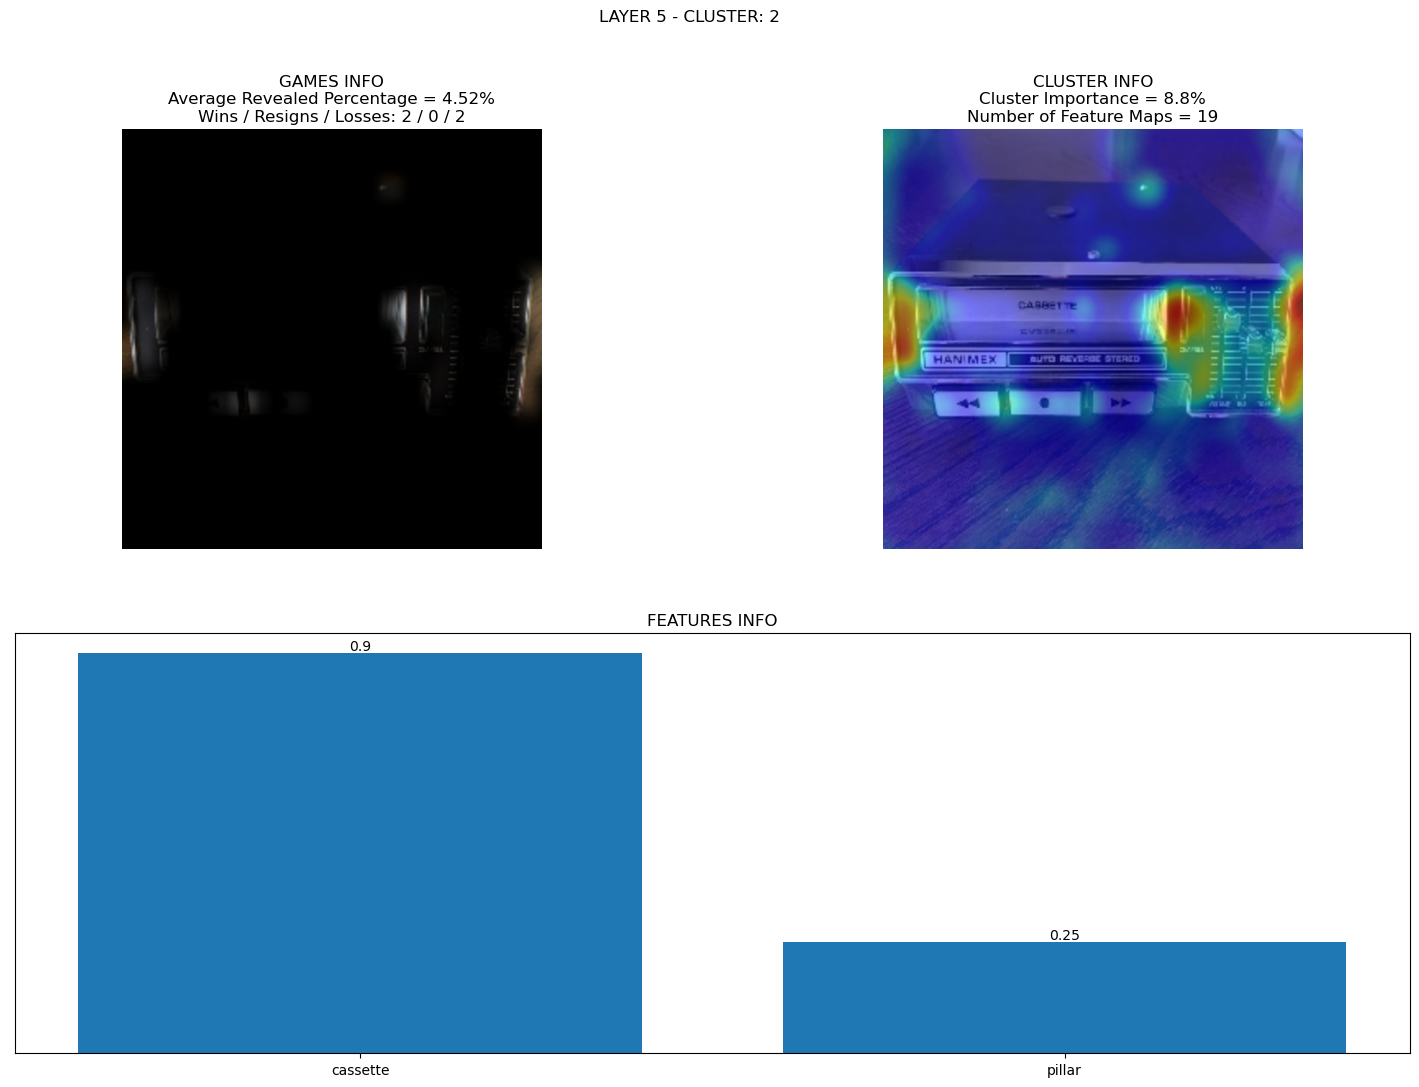 LAYER 5 - CLUSTER: 2
GAMES INFO
Average Revealed Percentage = 4.52%
Wins / Resigns / Losses: 2 / 0 / 2
CLUSTER INFO
Cluster Importance = 8.8%
Number of Feature Maps = 19
CASSETTE
HANIMEX
AUTO REVERSE STEREO
FEATURES INFO
0.9
0.25
cassette
pillar